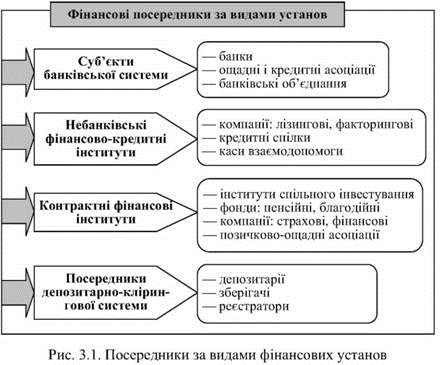 Фінансові посередники за видами установ
Суб’єкти
банківської системи
— банки
— ощадні і кредитні асоціації
— банківські об’єднання
Небанківські
фінансово-кредитні
інститути
— компанії: лізингові, факторингові
— кредитні спілки
— каси взаємодопомоги
Контрактні фінансові
інститути
— інститути спільного інвестування
— фонди: пенсійні, благодійні
— компанії: страхові, фінансові
— позичково-ощадні асоціації
Посередники
депозитарно-клірин-
гової системи
— депозитарії
— зберігачі
— реєстратори
Рис. 3.1. Посередники за видами фінансових установ